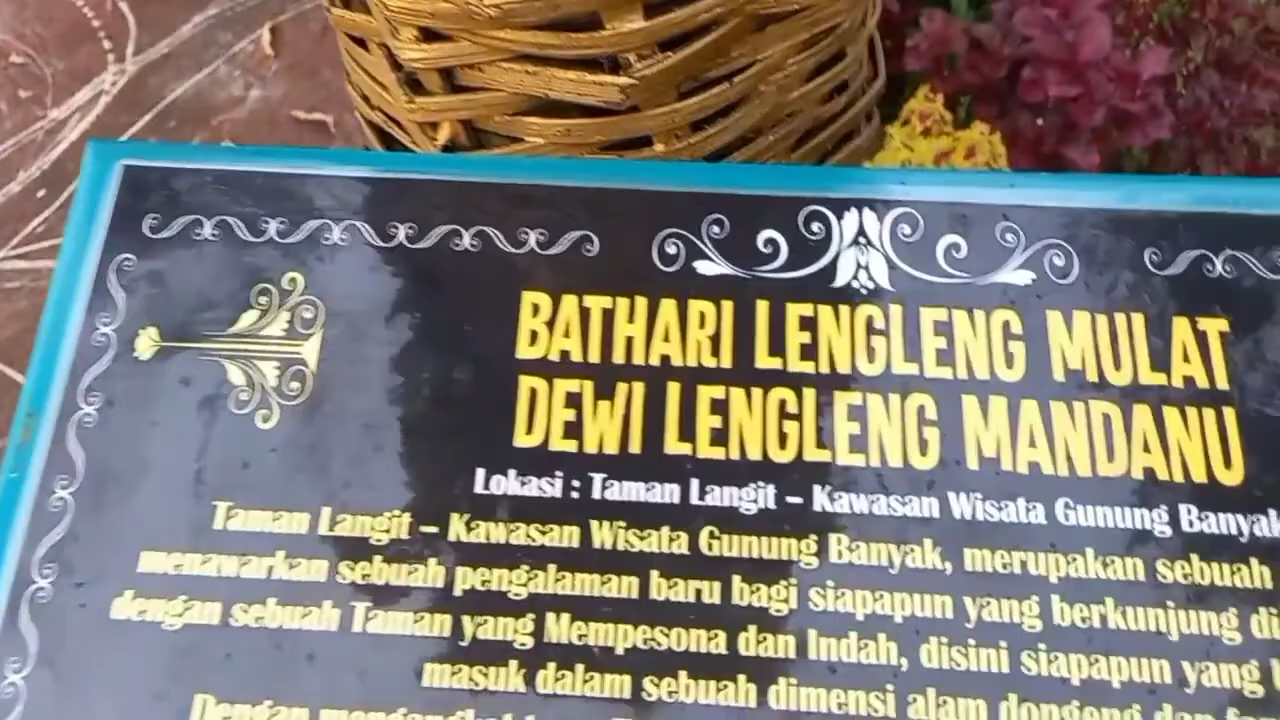 BATHARI LENGLENG MULAT
DEWI LENGLENG MANDANU
Lokasi : Taman Langit – Kawasan Wisata Gunung Banyak
Taman Langit – Kawasan Wisata Gunung Banyak, merupakan sebuah
menawarkan sebuah pengalaman baru bagi siapapun yang berkunjung di
dengan sebuah Taman yang Mempesona dan Indah, disini siapapun yang
masuk dalam sebuah dimensi alam dongeng dan
Dengan